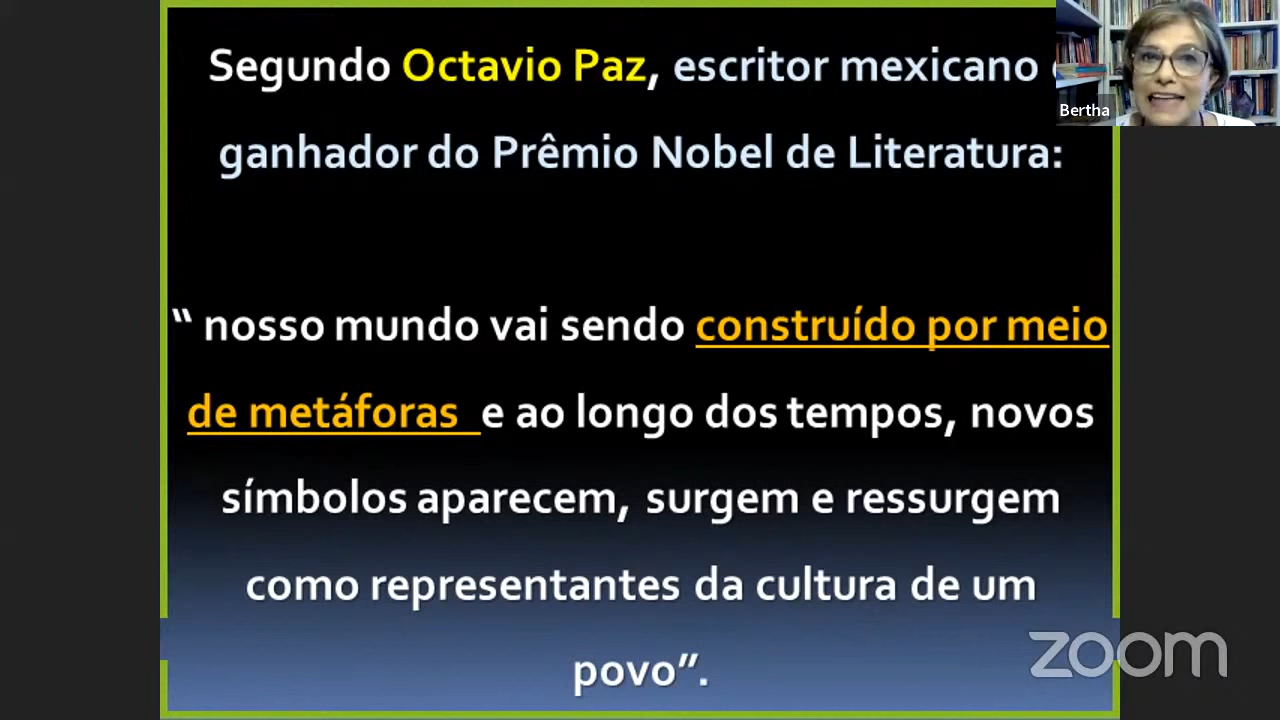 Segundo Octavio Paz, escritor mexicano
Bertha
ganhador do Prêmio Nobel de Literatura:
“ nosso mundo vai sendo construído por meio
de metáforas e ao longo dos tempos, novos
símbolos aparecem, surgem e ressurgem
como representantes da cultura de um
povo”.
zoom